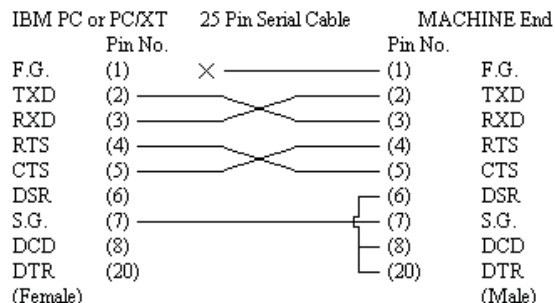 IBM PC or PC/XT 25 Pin Serial Cable MACHINE End
Pin No. Pin No.
F.G. (1) (1) F.G.
TXD (2) (2) TXD
RXD (3) (3) RXD
RTS (4) (4) RTS
CTS (5) (5) CTS
DSR (6) (6) DSR
S.G. (7) (7) S.G.
DCD (8) (8) DCD
DTR (20) (20) DTR
(Female) (Male)